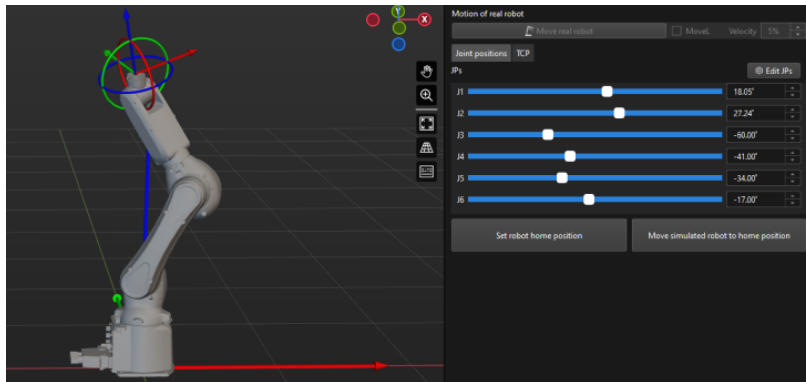 Motion of real robot
Move real robot
MoveL
Velocity
5%
Joint positions
TCP
JPs
Edit JPs
J1
18.05°
J2
27.24°
J3
-60.00°
J4
-41.00°
J5
-34.00°
J6
-17.00°
Set robot home position
Move simulated robot to home position
Y
X